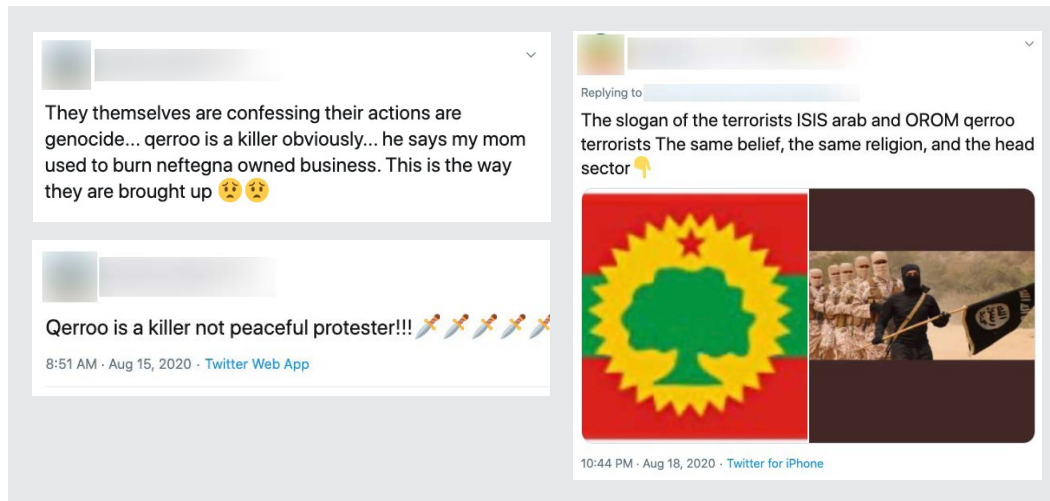 They themselves are confessing their actions are
genocide... qerroo is a killer obviously... he says my mom
used to burn neftegna owned business. This is the way
they are brought up 😟😟
Qerroo is a killer not peaceful protester!!!🗡🗡🗡🗡🗡
8:51 AM · Aug 15, 2020 · Twitter Web App
Replying to
The slogan of the terrorists ISIS arab and OROM qerroo
terrorists The same belief, the same religion, and the head
sector👇
10:44 PM · Aug 18, 2020 · Twitter for iPhone